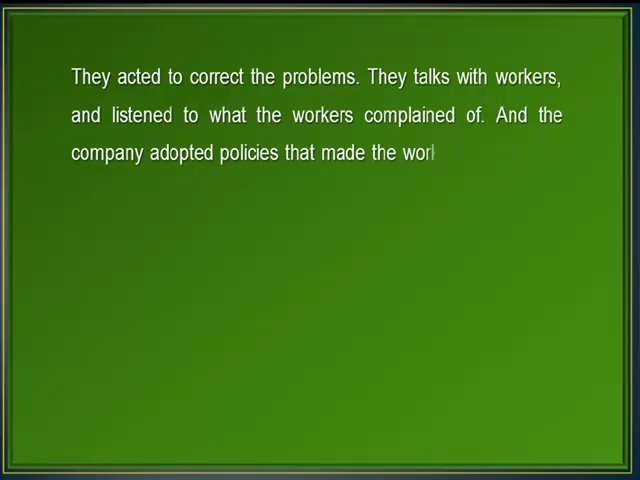 They acted to correct the problems. They talks with workers,
and listened to what the workers complained of. And the
company adopted policies that made the work